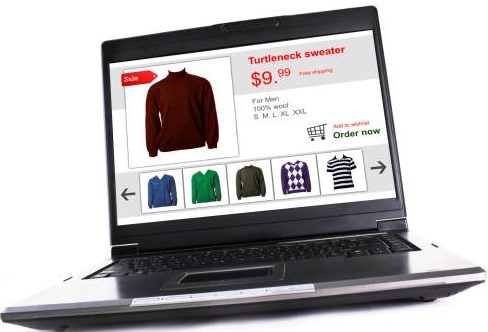 Sale
Turtleneck sweater
$9.99
Free shipping
For Men
100% wool
S M L XL XXL
Add to wishlist
Order now